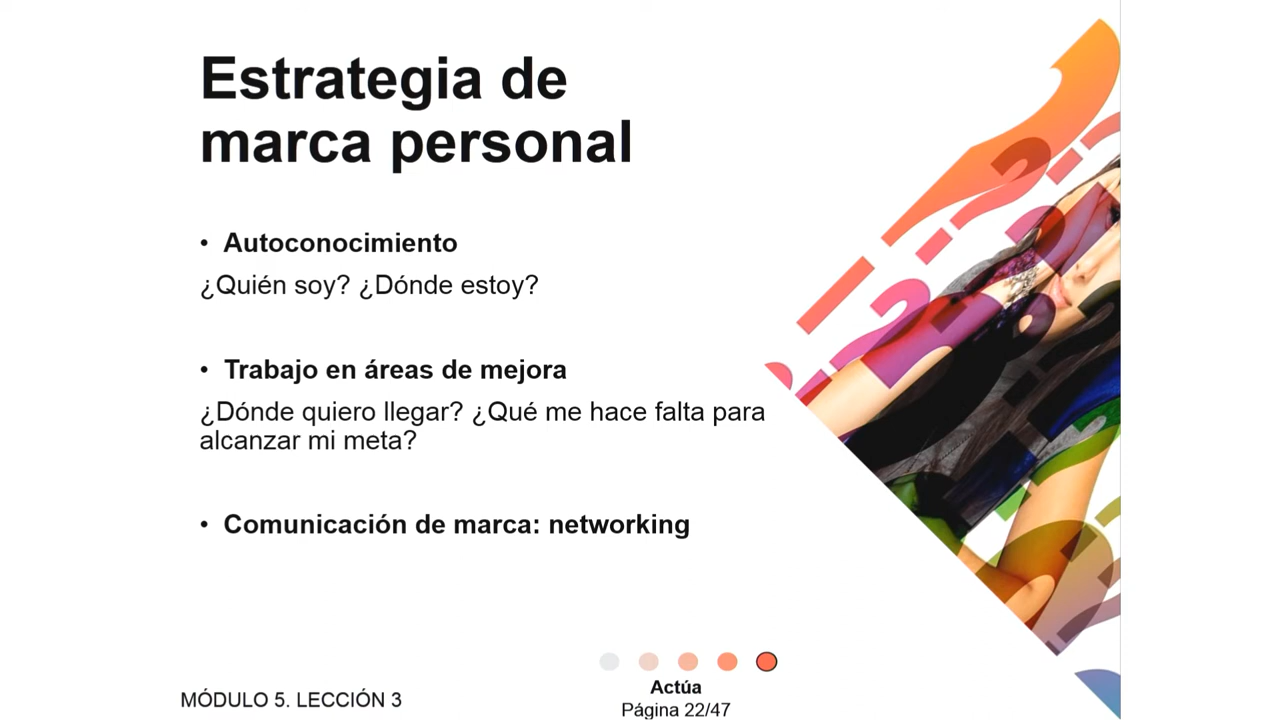 Estrategia de
marca personal
• Autoconocimiento
¿Quién soy? ¿Dónde estoy?
• Trabajo en áreas de mejora
¿Dónde quiero llegar? ¿Qué me hace falta para
alcanzar mi meta?
• Comunicación de marca: networking
Actúa
MÓDULO 5. LECCIÓN 3
Página 22/47